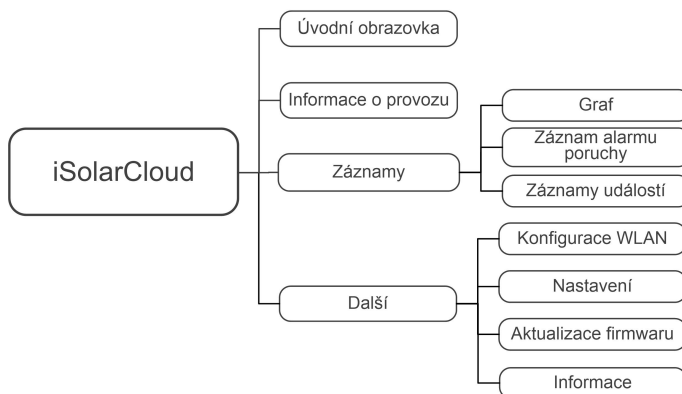 iSolarCloud
Úvodní obrazovka
Informace o provozu
Záznamy
Graf
Záznam alarmu
poruchy
Záznamy událostí
Další
Konfigurace WLAN
Nastavení
Aktualizace firmwaru
Informace